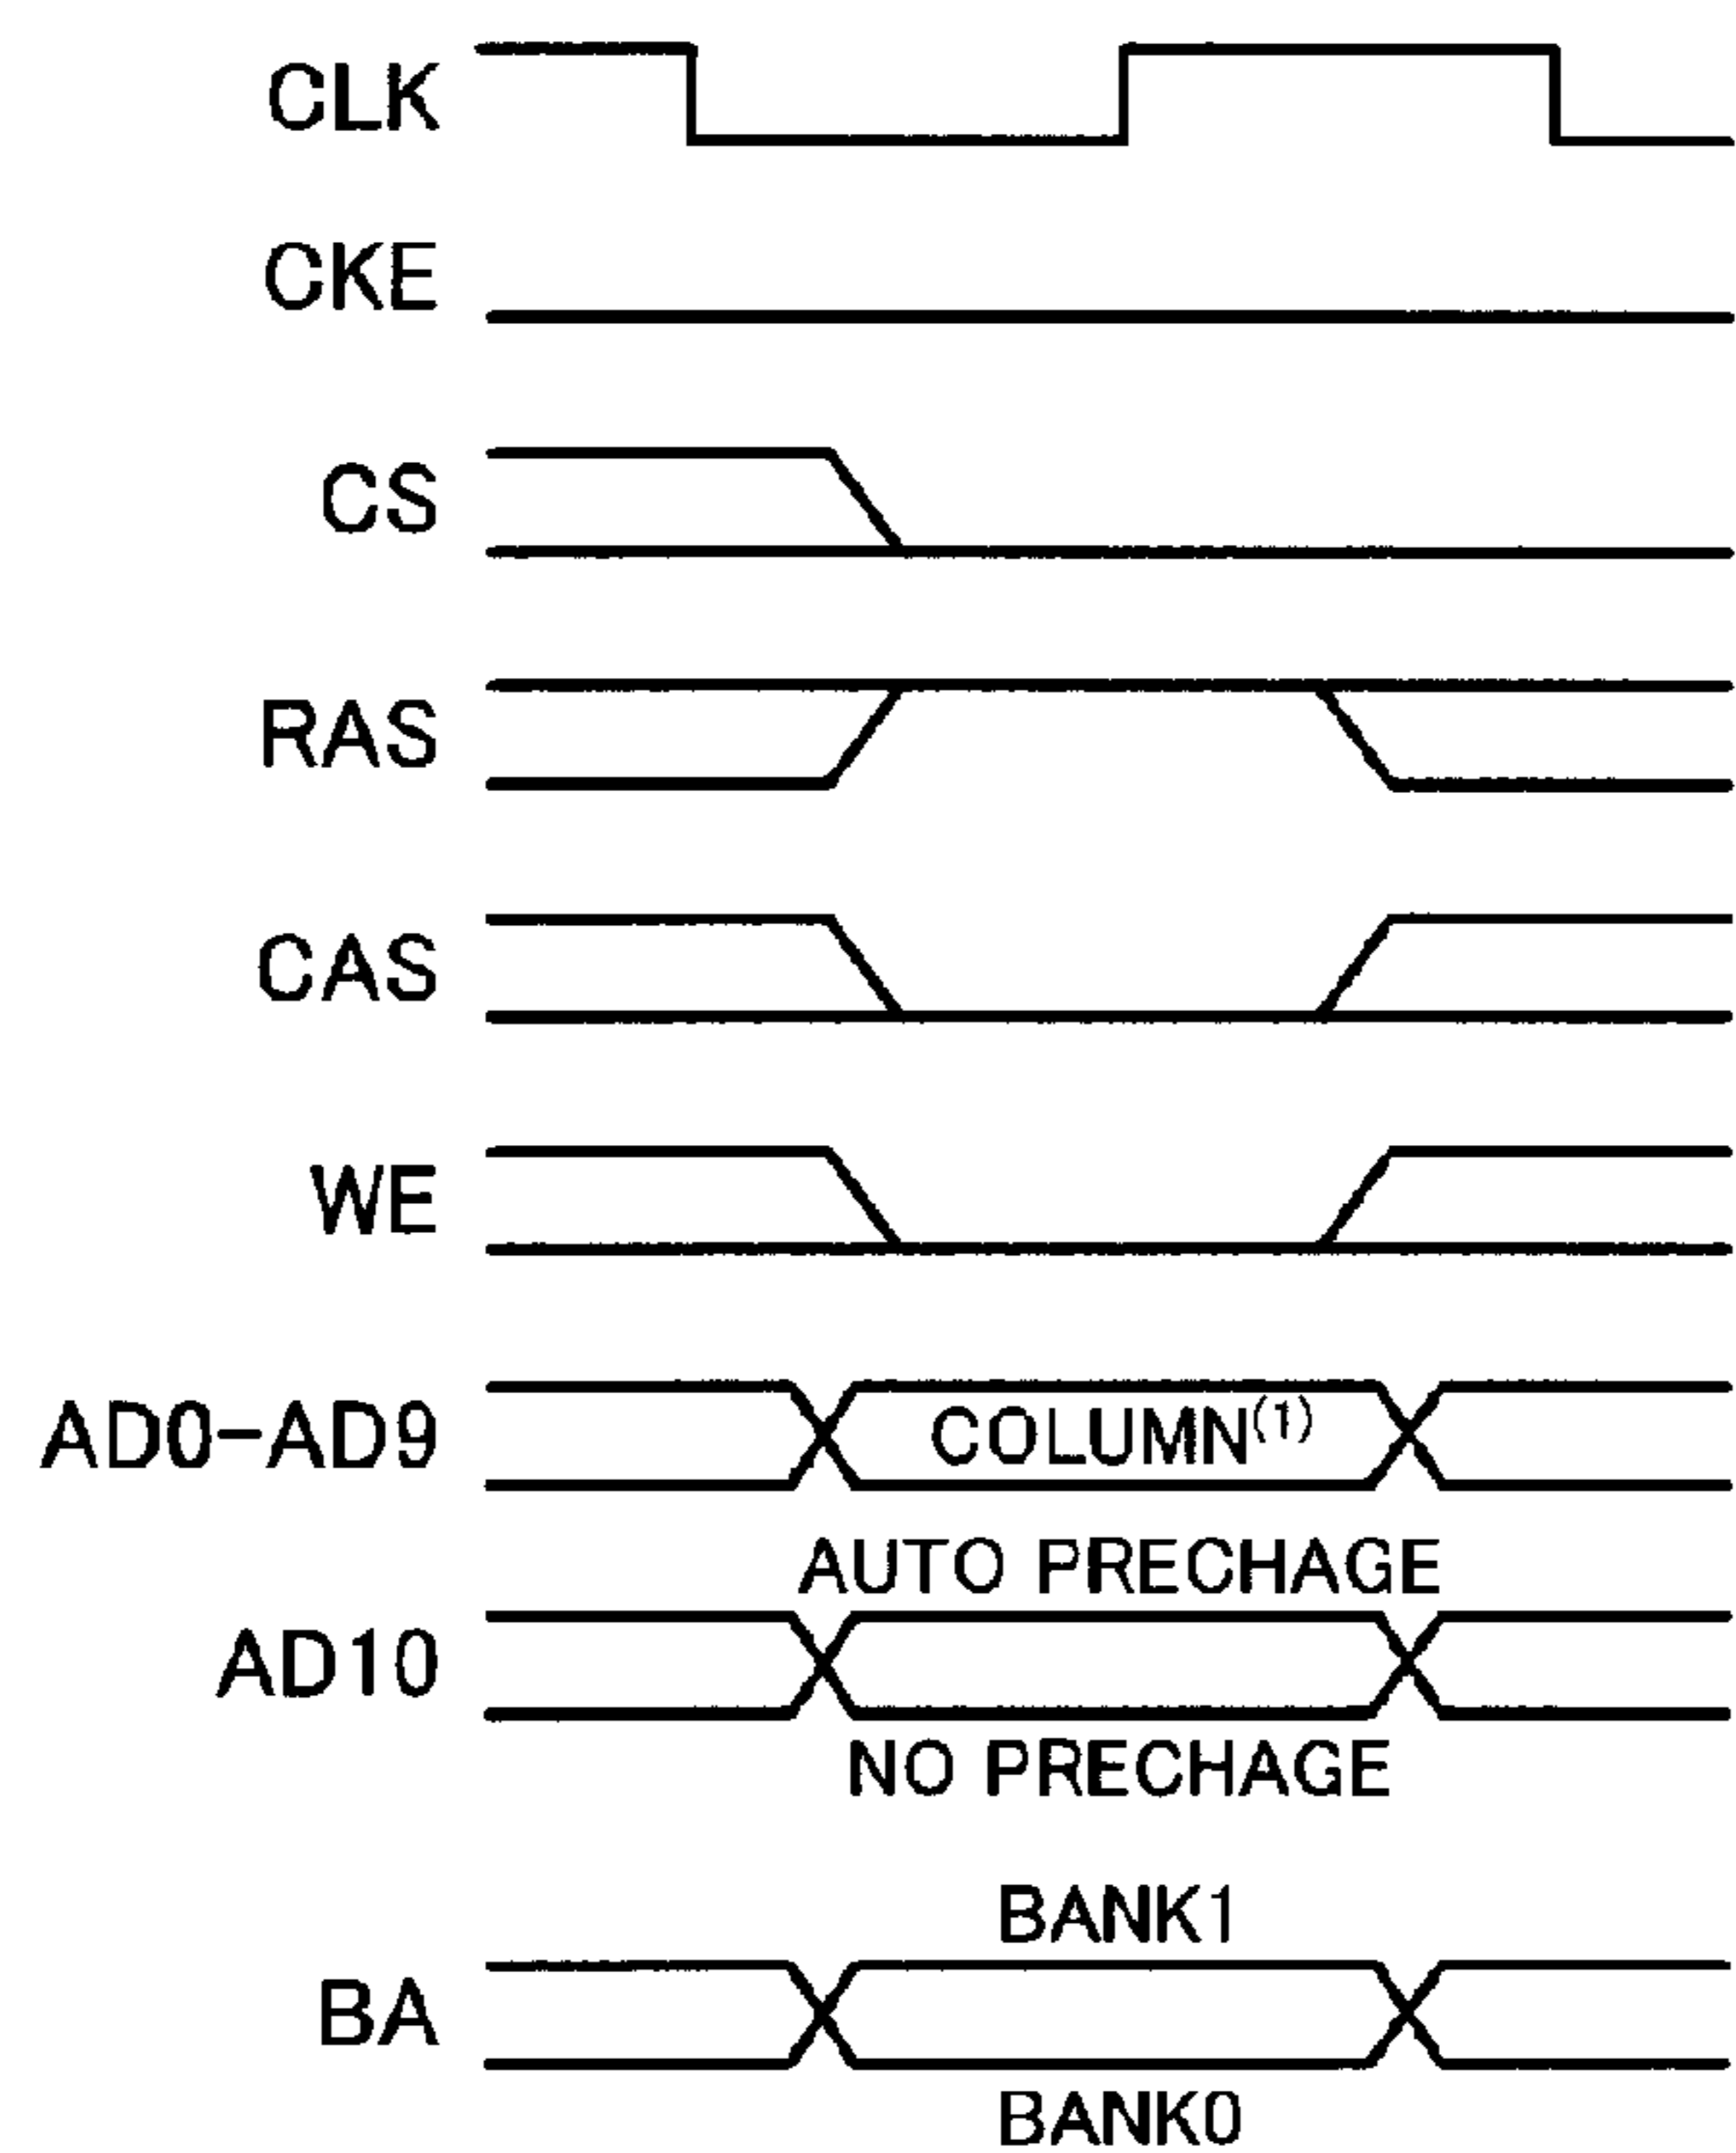 CLK
CKE
CS
RAS
CAS
WE
AD0-AD9
COLUMN(1)
AUTO PRECHAGE
AD10
NO PRECHAGE
BANK1
BA
BANK0